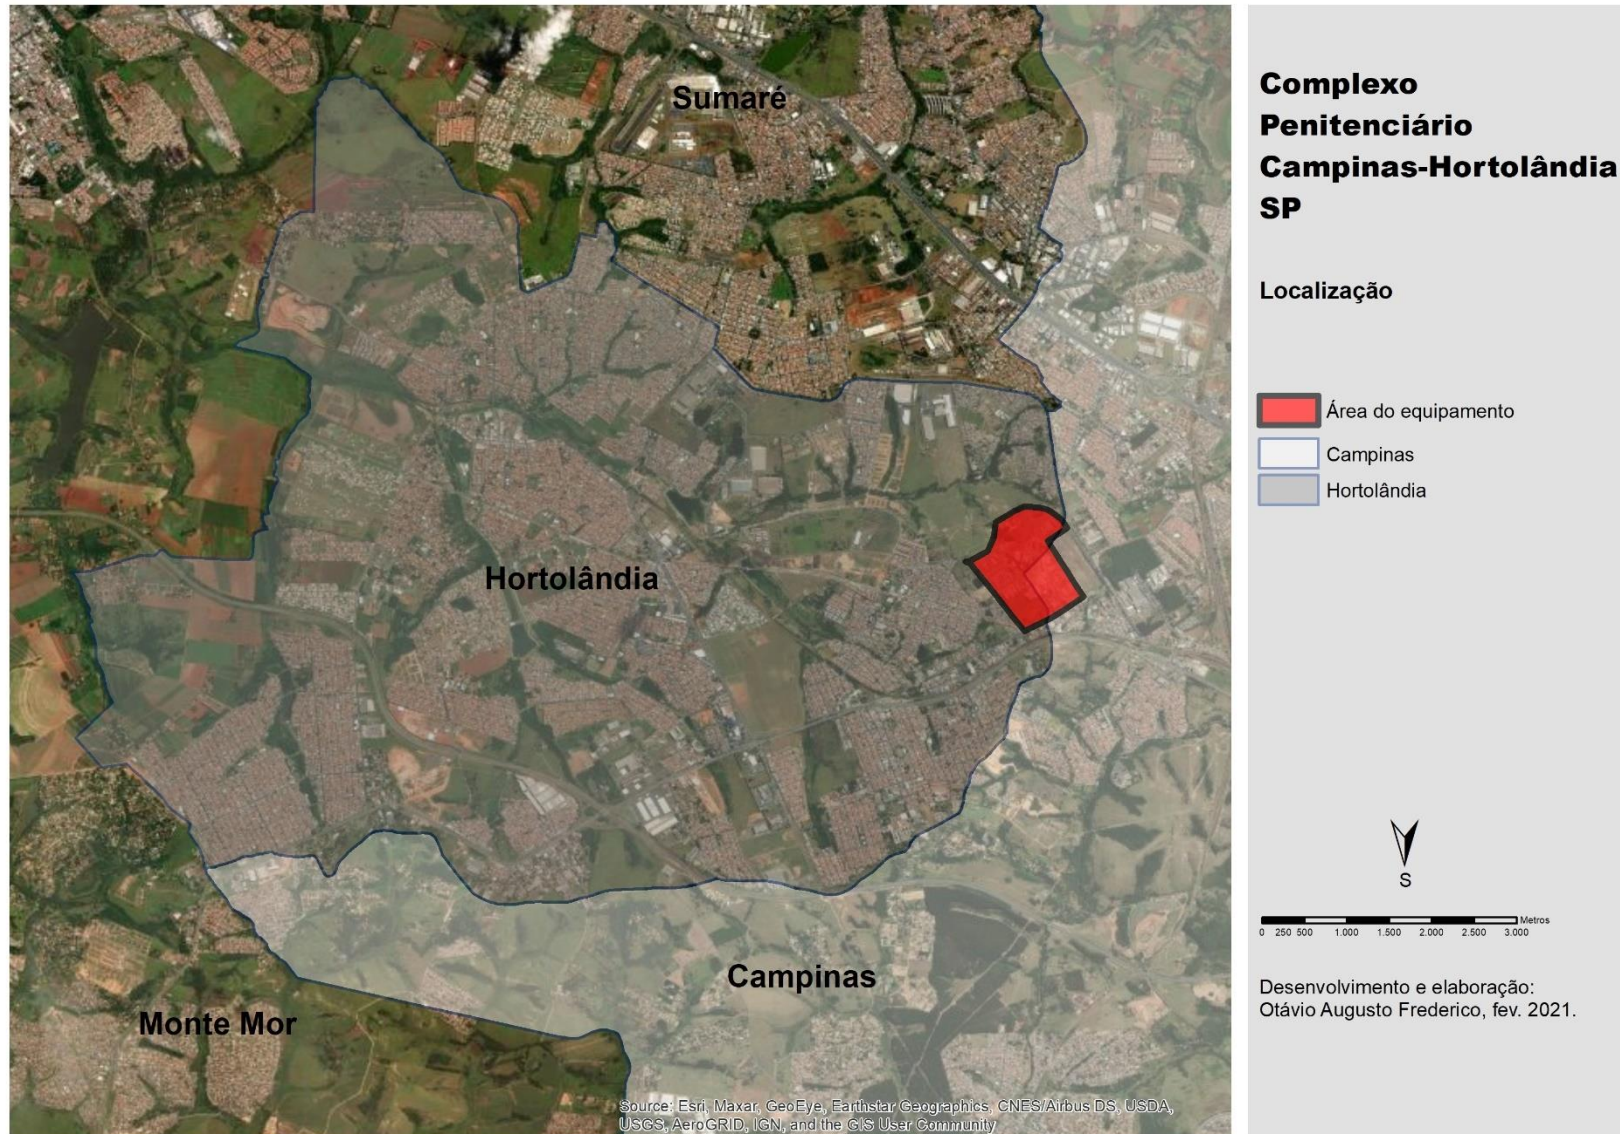 Sumaré
Hortolândia
Campinas
Monte Mor
Source: Esri, Maxar, GeoEye, Earthstar Geographics, CNES/Airbus DS, USDA,
USGS, AeroGRID, IGN, and the GIS User Community
Complexo
Penitenciário
Campinas-Hortolândia
SP
Localização
Área do equipamento
Campinas
Hortolândia
S
Metros
0 250 500 1.000 1.500 2.000 2.500 3.000
Desenvolvimento e elaboração:
Otávio Augusto Frederico, fev. 2021.